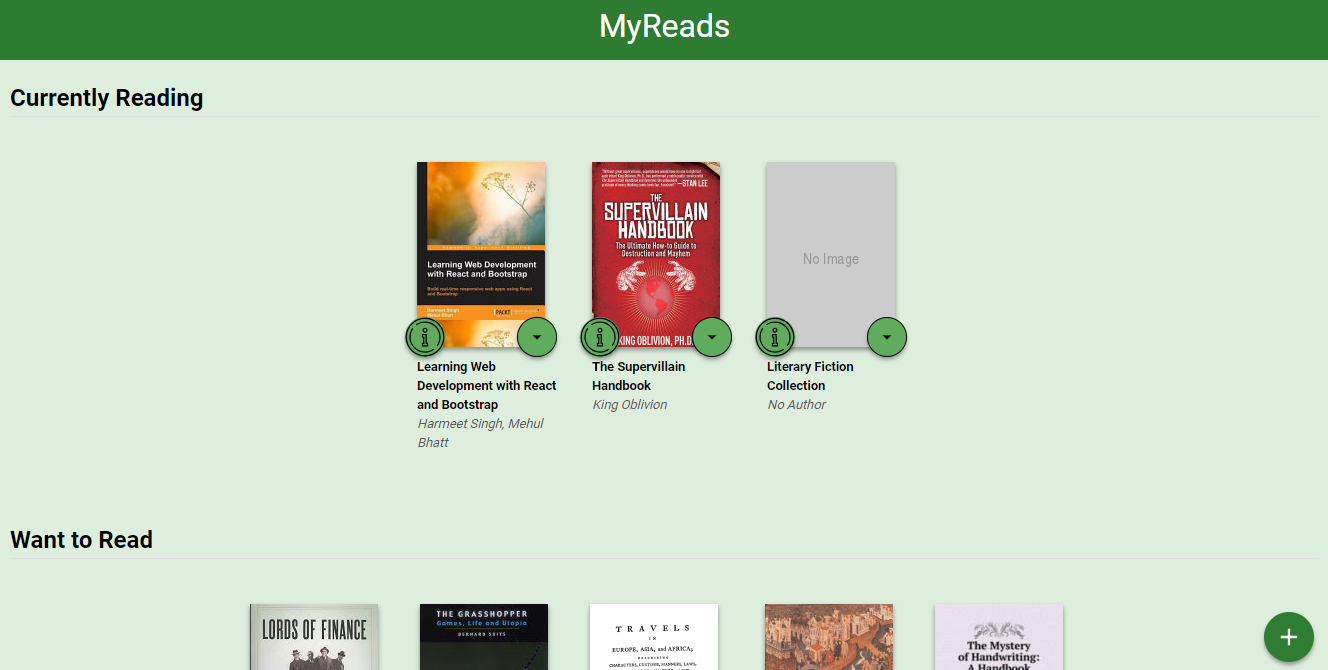 MyReads
Currently Reading
Learning Web Development
with React and Bootstrap
Build real-time responsive web apps using React
and Bootstrap
Harmeet Singh
Mehul Bhatt
PACKT
STAN LEE
THE
SUPERVILLAIN
HANDBOOK
The Ultimate How-to Guide to
Destruction and Mayhem
KING OBLIVION, PH.D.
No Image
Learning Web
Development with React
and Bootstrap
Harmeet Singh, Mehul
Bhatt
The Supervillain
Handbook
King Oblivion
Literary Fiction
Collection
No Author
Want to Read
LORDS OF FINANCE
THE GRASSHOPPER
Games, Life and Utopia
BERNARD SUITS
TRAVELS
IN
EUROPE, ASIA, and AFRICA;
DESCRIBING
CHARACTERS, CUSTOMS, MANNERS, LAWS,
The Mystery
of Handwriting:
A Handbook